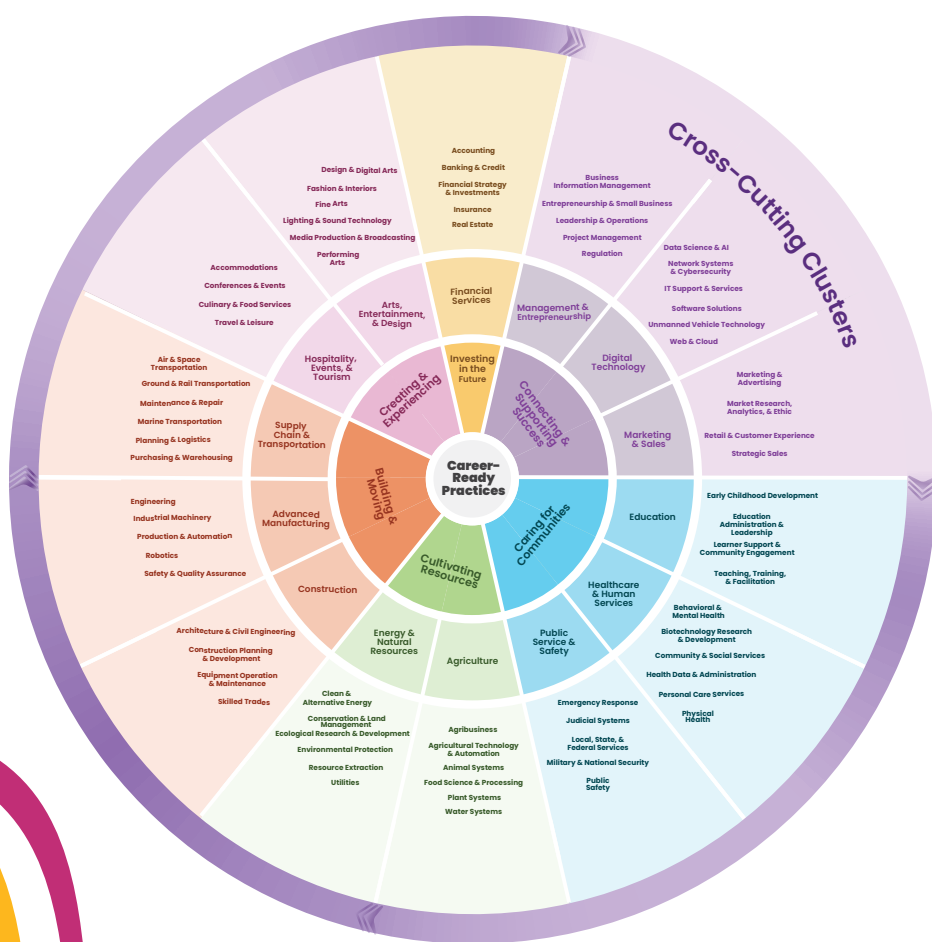 Career-
Ready
Practices
Investing
in the
Future
Financial
Services
Accounting
Banking & Credit
Financial Strategy
& Investments
Insurance
Real Estate
Cross-Cutting Clusters
Connecting &
Supporting
Success
Management &
Entrepreneurship
Business
Information Management
Entrepreneurship & Small Business
Leadership & Operations
Project Management
Regulation
Digital
Technology
Data Science & AI
Network Systems
& Cybersecurity
IT Support & Services
Software Solutions
Unmanned Vehicle Technology
Web & Cloud
Marketing
& Sales
Marketing &
Advertising
Market Research,
Analytics, & Ethic
Retail & Customer Experience
Strategic Sales
Caring for
Communities
Education
Early Childhood Development
Education
Administration &
Leadership
Learner Support &
Community Engagement
Teaching, Training,
& Facilitation
Healthcare
& Human
Services
Behavioral &
Mental Health
Biotechnology Research
& Development
Community & Social Services
Health Data & Administration
Personal Care Services
Physical
Health
Public
Service &
Safety
Emergency Response
Judicial Systems
Local, State, &
Federal Services
Military & National Security
Public
Safety
Cultivating
Resources
Agriculture
Agribusiness
Agricultural Technology
& Automation
Animal Systems
Food Science & Processing
Plant Systems
Water Systems
Energy &
Natural
Resources
Clean &
Alternative Energy
Conservation & Land
Management
Ecological Research & Development
Environmental Protection
Resource Extraction
Utilities
Building &
Moving
Construction
Architecture & Civil Engineering
Construction Planning
& Development
Equipment Operation
& Maintenance
Skilled Trades
Advanced
Manufacturing
Engineering
Industrial Machinery
Production & Automation
Robotics
Safety & Quality Assurance
Supply
Chain &
Transportation
Air & Space
Transportation
Ground & Rail Transportation
Maintenance & Repair
Marine Transportation
Planning & Logistics
Purchasing & Warehousing
Creating &
Experiencing
Hospitality,
Events, &
Tourism
Accommodations
Conferences & Events
Culinary & Food Services
Travel & Leisure
Arts,
Entertainment,
& Design
Design & Digital Arts
Fashion & Interiors
Fine Arts
Lighting & Sound Technology
Media Production & Broadcasting
Performing
Arts